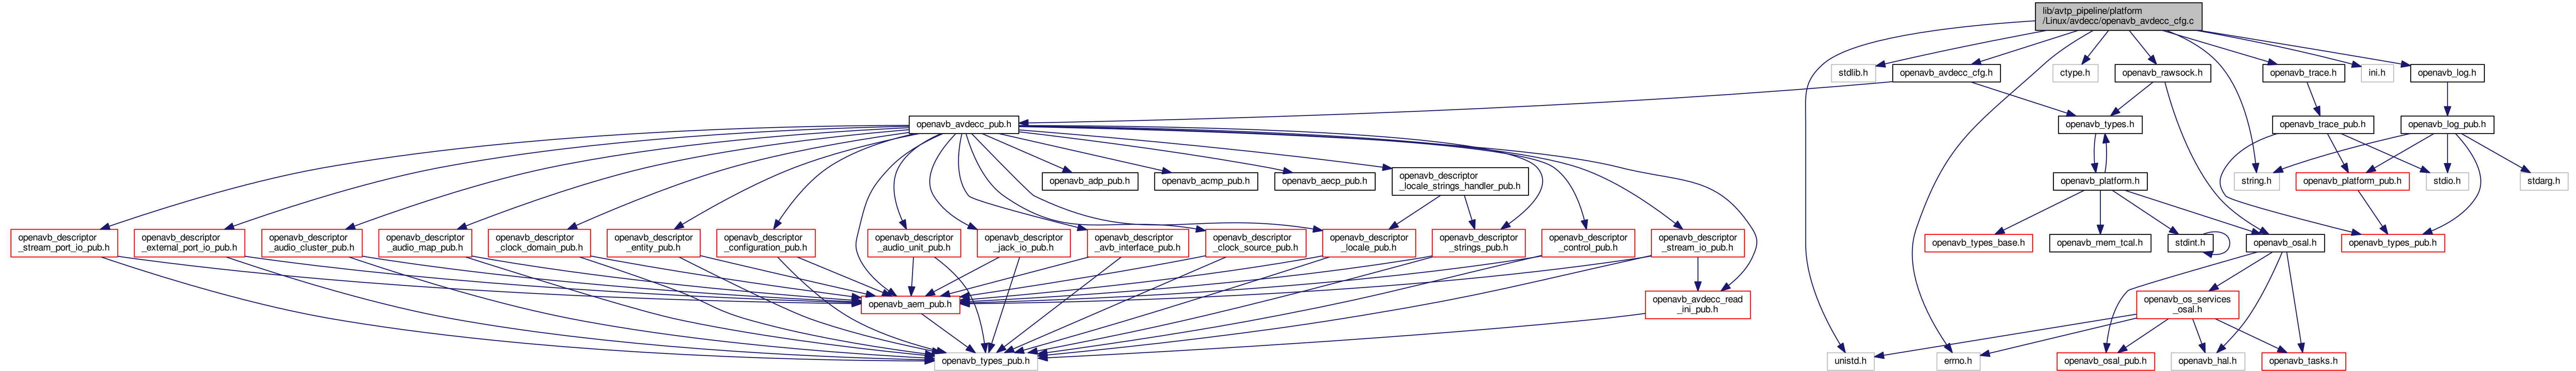 lib/avtp_pipeline/platform
/Linux/avdecc/openavb_avdecc_cfg.c
stdlib.h
openavb_avdecc_cfg.h
ctype.h
openavb_rawsock.h
openavb_trace.h
ini.h
openavb_log.h
openavb_avdecc_pub.h
openavb_types.h
openavb_trace_pub.h
openavb_log_pub.h
openavb_adp_pub.h
openavb_acmp_pub.h
openavb_aecp_pub.h
openavb_descriptor
_locale_strings_handler_pub.h
openavb_platform.h
string.h
openavb_platform_pub.h
stdio.h
stdarg.h
openavb_descriptor
_stream_port_io_pub.h
openavb_descriptor
_external_port_io_pub.h
openavb_descriptor
_audio_cluster_pub.h
openavb_descriptor
_audio_map_pub.h
openavb_descriptor
_clock_domain_pub.h
openavb_descriptor
_entity_pub.h
openavb_descriptor
_configuration_pub.h
openavb_descriptor
_audio_unit_pub.h
openavb_descriptor
_jack_io_pub.h
openavb_descriptor
_avb_interface_pub.h
openavb_descriptor
_clock_source_pub.h
openavb_descriptor
_locale_pub.h
openavb_descriptor
_strings_pub.h
openavb_descriptor
_control_pub.h
openavb_descriptor
_stream_io_pub.h
openavb_types_base.h
openavb_mem_tcal.h
stdint.h
openavb_osal.h
openavb_types_pub.h
openavb_aem_pub.h
openavb_avdecc_read
_ini_pub.h
openavb_os_services
_osal.h
openavb_types_pub.h
unistd.h
errno.h
openavb_osal_pub.h
openavb_hal.h
openavb_tasks.h